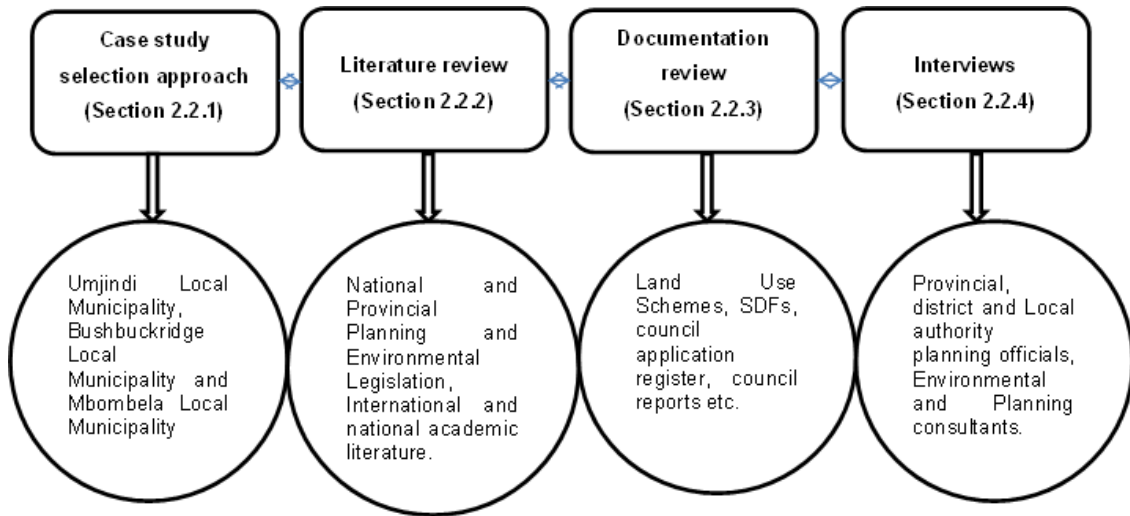 Case study
selection approach
(Section 2.2.1)
Literature review
(Section 2.2.2)
Documentation
review
(Section 2.2.3)
Interviews
(Section 2.2.4)
Umjindi Local
Municipality,
Bushbuckridge
Local
Municipality and
Mbombela Local
Municipality
National and
Provincial
Planning and
Environmental
Legislation,
International and
national academic
literature.
Land Use
Schemes, SDFs,
council
application
register, council
reports etc.
Provincial,
district and Local
authority
planning officials,
Environmental
and Planning
consultants.